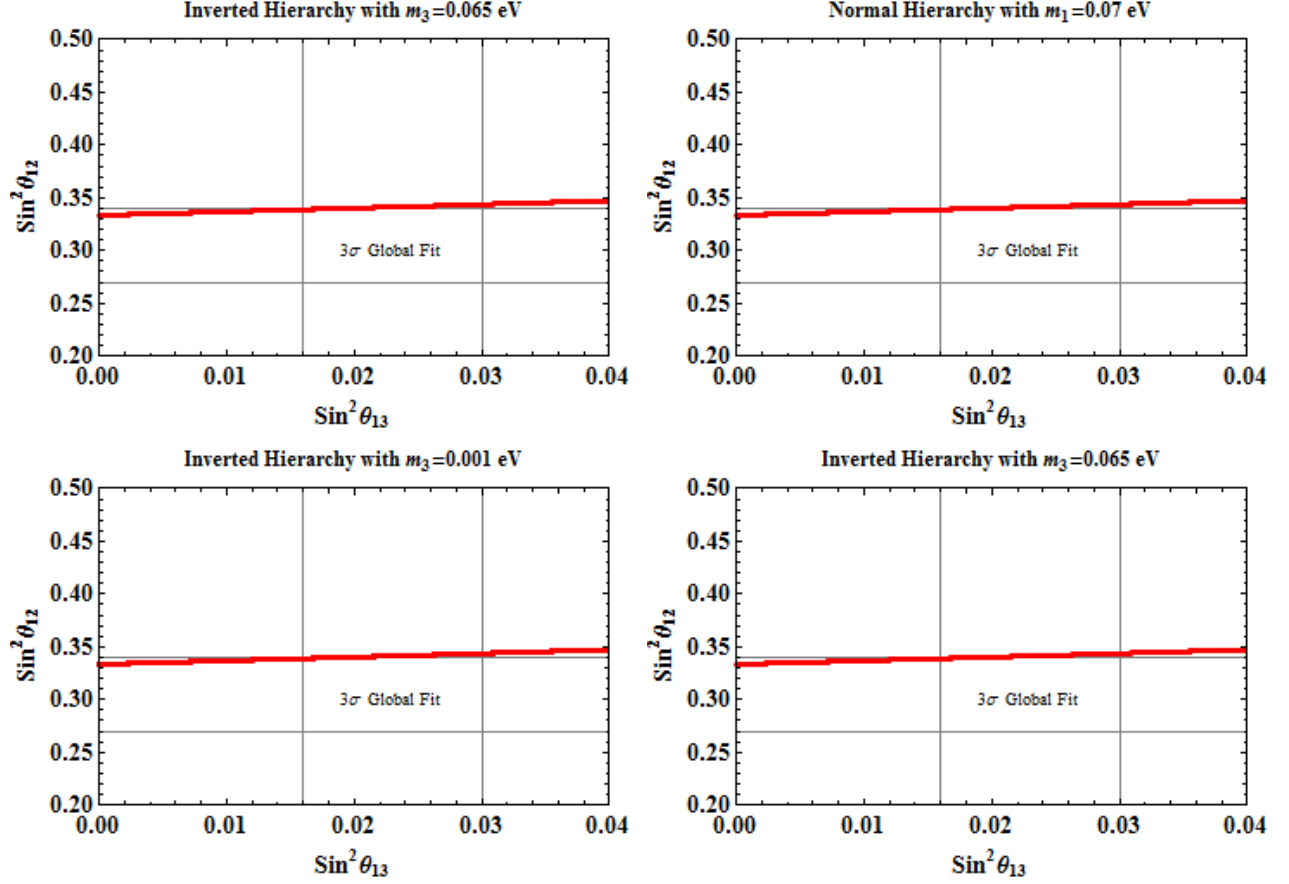 Inverted Hierarchy with m₃=0.065 eV
0.50
0.45
0.40
0.35
0.30
0.25
0.20
Sin²θ₁₂
3σ Global Fit
0.00 0.01 0.02 0.03 0.04
Sin²θ₁₃
Normal Hierarchy with m₁=0.07 eV
0.50
0.45
0.40
0.35
0.30
0.25
0.20
Sin²θ₁₂
3σ Global Fit
0.00 0.01 0.02 0.03 0.04
Sin²θ₁₃
Inverted Hierarchy with m₃=0.001 eV
0.50
0.45
0.40
0.35
0.30
0.25
0.20
Sin²θ₁₂
3σ Global Fit
0.00 0.01 0.02 0.03 0.04
Sin²θ₁₃
Inverted Hierarchy with m₃=0.065 eV
0.50
0.45
0.40
0.35
0.30
0.25
0.20
Sin²θ₁₂
3σ Global Fit
0.00 0.01 0.02 0.03 0.04
Sin²θ₁₃